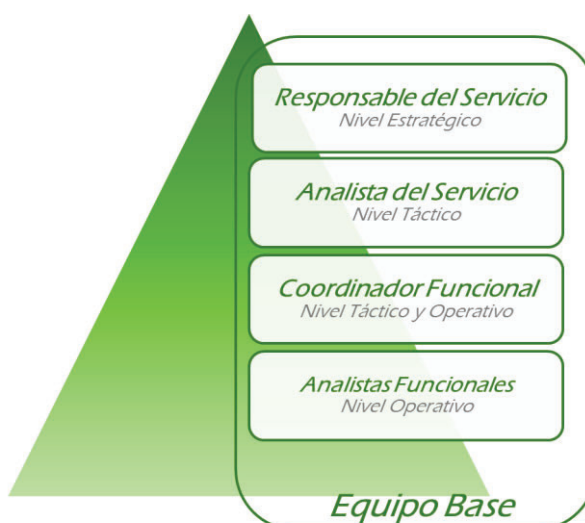 Responsable del Servicio
Nivel Estratégico
Analista del Servicio
Nivel Táctico
Coordinador Funcional
Nivel Táctico y Operativo
Analistas Funcionales
Nivel Operativo
Equipo Base